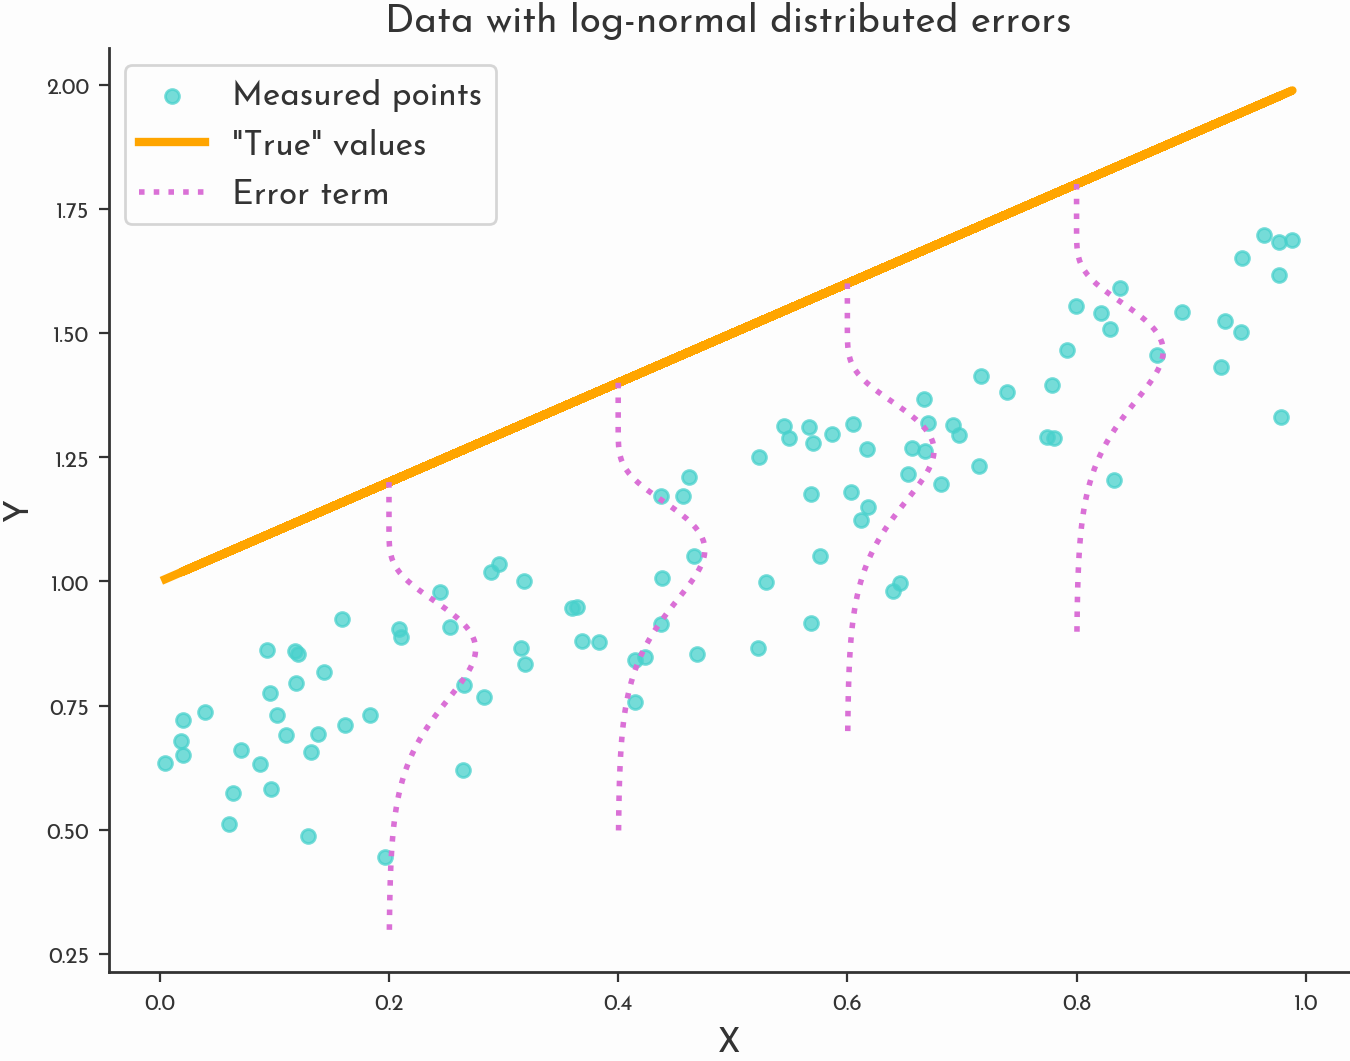 Data with log-normal distributed errors
Measured points
"True" values
Error term
2.00
1.75
1.50
1.25
1.00
0.75
0.50
0.25
Y
0.0 0.2 0.4 0.6 0.8 1.0
X